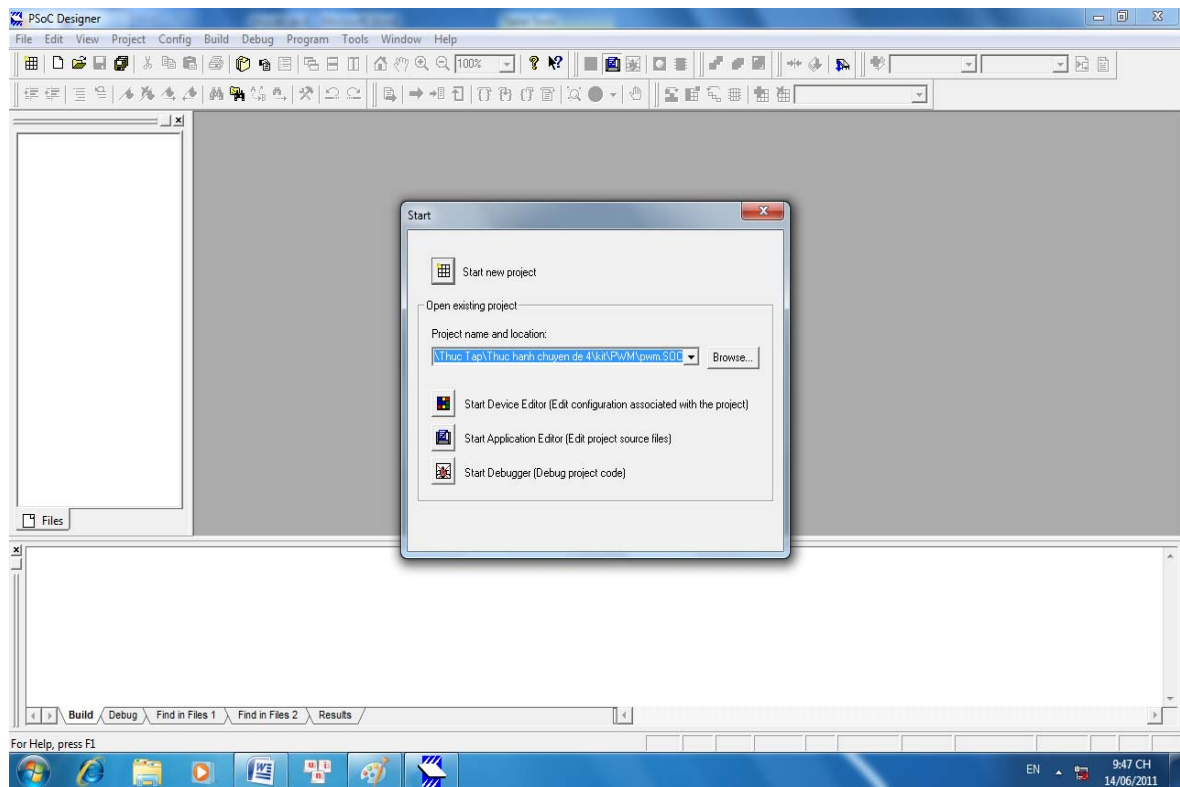 PSoC Designer
File Edit View Project Config Build Debug Program Tools Window Help
100%
Start
Start new project
Open existing project
Project name and location:
\Thuc Tap\Thuc hanh chuyen de 4\kit\PWM\pwm.SOC
Browse...
Start Device Editor (Edit configuration associated with the project)
Start Application Editor (Edit project source files)
Start Debugger (Debug project code)
Files
Build Debug Find in Files 1 Find in Files 2 Results
For Help, press F1
EN
9:47 CH
14/06/2011